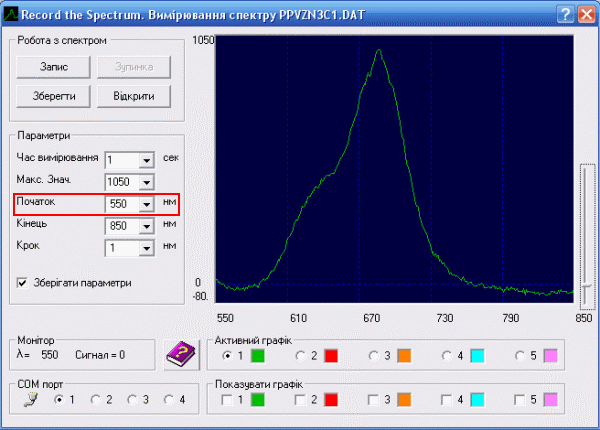 Record the Spectrum. Вимірювання спектру PPVZN3C1.DAT
Робота з спектром
Запис
Зупинка
Зберегти
Відкрити
Параметри
Час вимірювання 1 сек
Макс. Знач. 1050
Початок 550 нм
Кінець 850 нм
Крок 1 нм
Зберігати параметри
1050
0
-80.
550 610 670 730 790 850
Монітор
λ = 550 Сигнал = 0
?
Активний графік
1 2 3 4 5
COM порт
1 2 3 4
Показувати графік
1 2 3 4 5